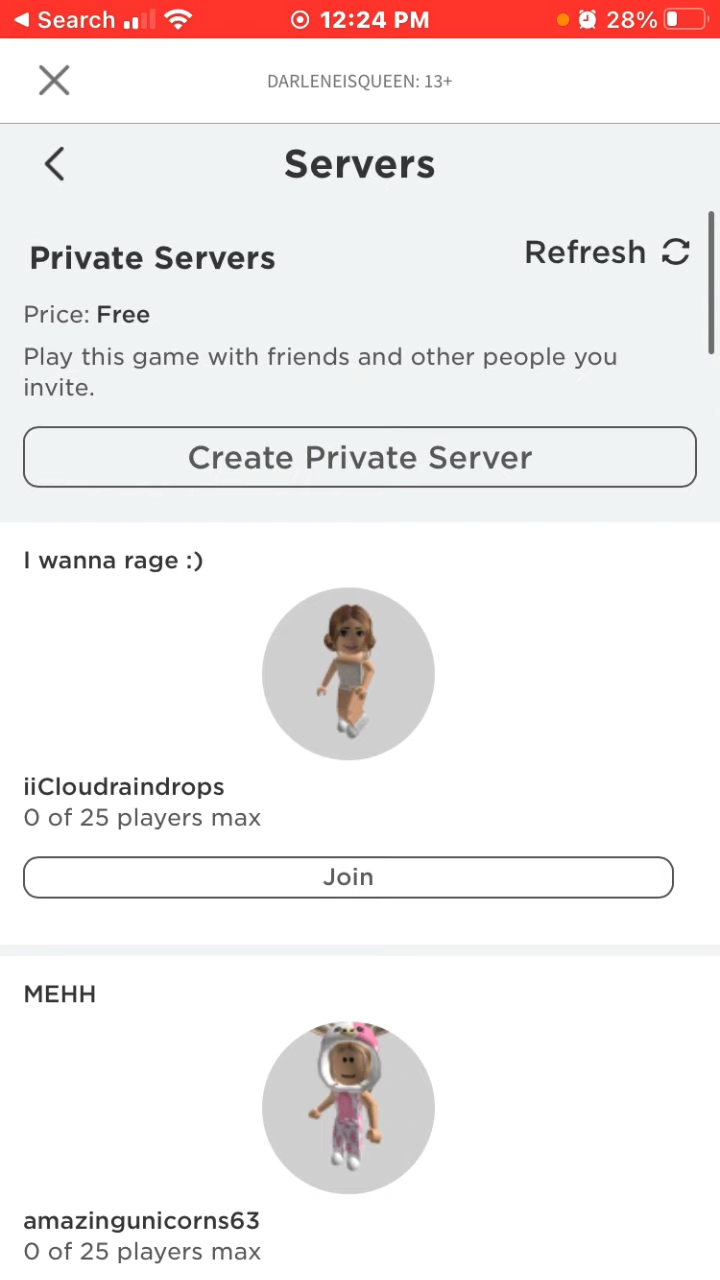 Search 12:24 PM 28%
DARLENEISQUEEN: 13+
Servers
Private Servers Refresh
Price: Free
Play this game with friends and other people you
invite.
Create Private Server
I wanna rage :)
iiCloudraindrops
0 of 25 players max
Join
MEHH
amazingunicorns63
0 of 25 players max